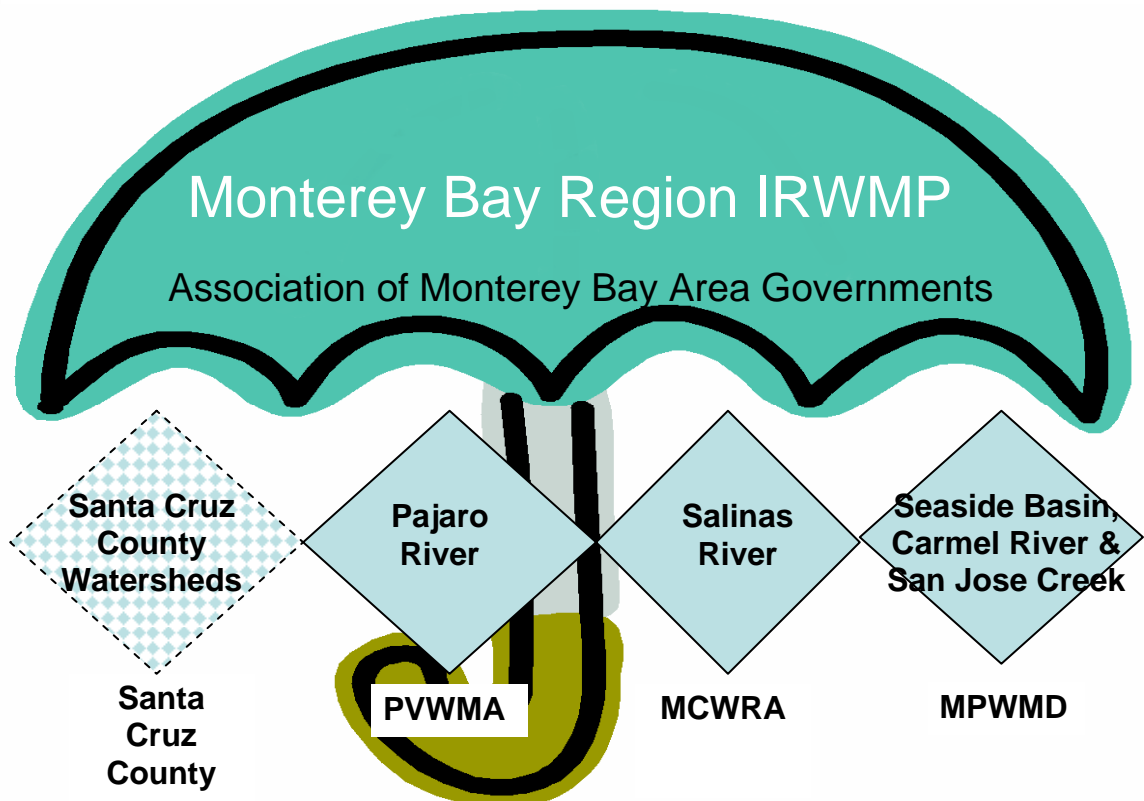 Monterey Bay Region IRWMP
Association of Monterey Bay Area Governments
Santa Cruz
County
Watersheds
Pajaro
River
Salinas
River
Seaside Basin,
Carmel River &
San Jose Creek
Santa
Cruz
County
PVWMA
MCWRA
MPWMD